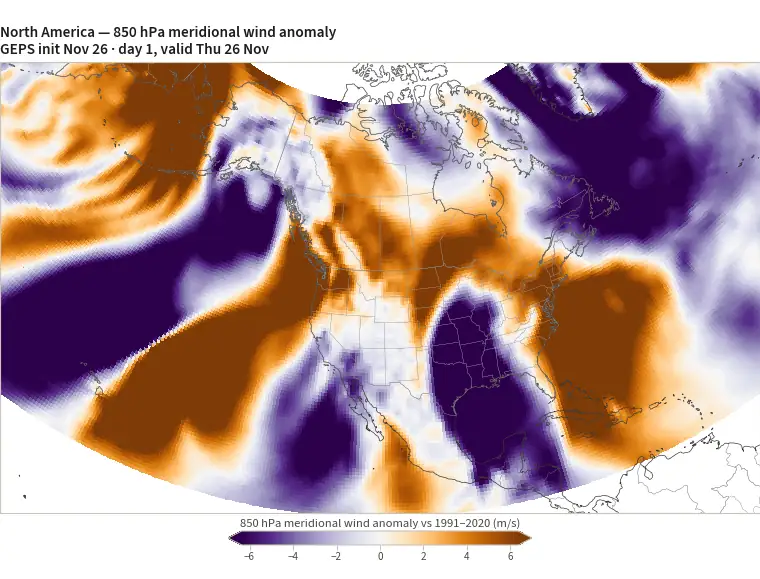 North America — 850 hPa meridional wind anomaly
GEPS init Nov 26 · day 1, valid Thu 26 Nov
850 hPa meridional wind anomaly vs 1991–2020 (m/s)
−6 −4 −2 0 2 4 6